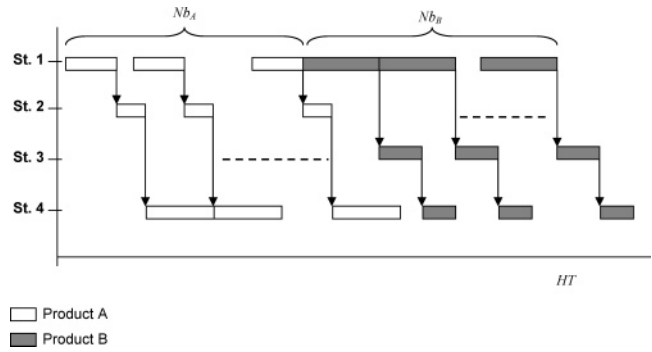 Nb_A Nb_B
St. 1
St. 2
St. 3
St. 4
HT
Product A
Product B